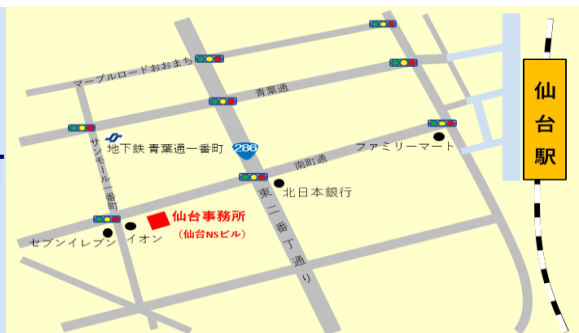 マーブルロードおおまち
青葉通
仙台駅
地下鉄 青葉通一番町
286
ファミリーマート
サンモール一番町
南町通
北日本銀行
東二番丁通り
仙台事務所
(仙台NSビル)
セブンイレブン
イオン